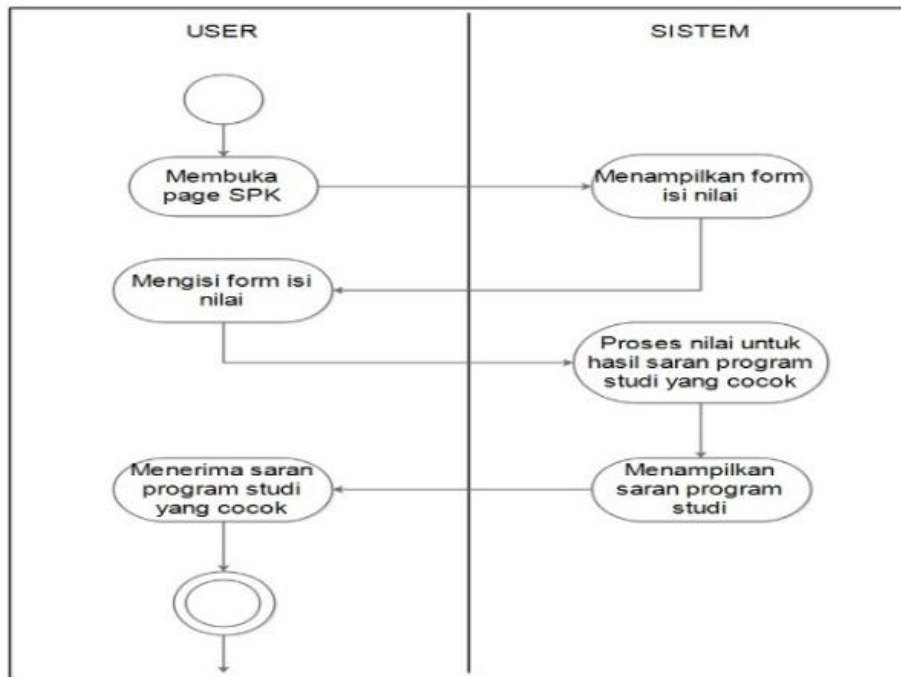 USER
SISTEM
Membuka
page SPK
Menampilkan form
isi nilai
Mengisi form isi
nilai
Proses nilai untuk
hasil saran program
studi yang cocok
Menampilkan
saran program
studi
Menerima saran
program studi
yang cocok